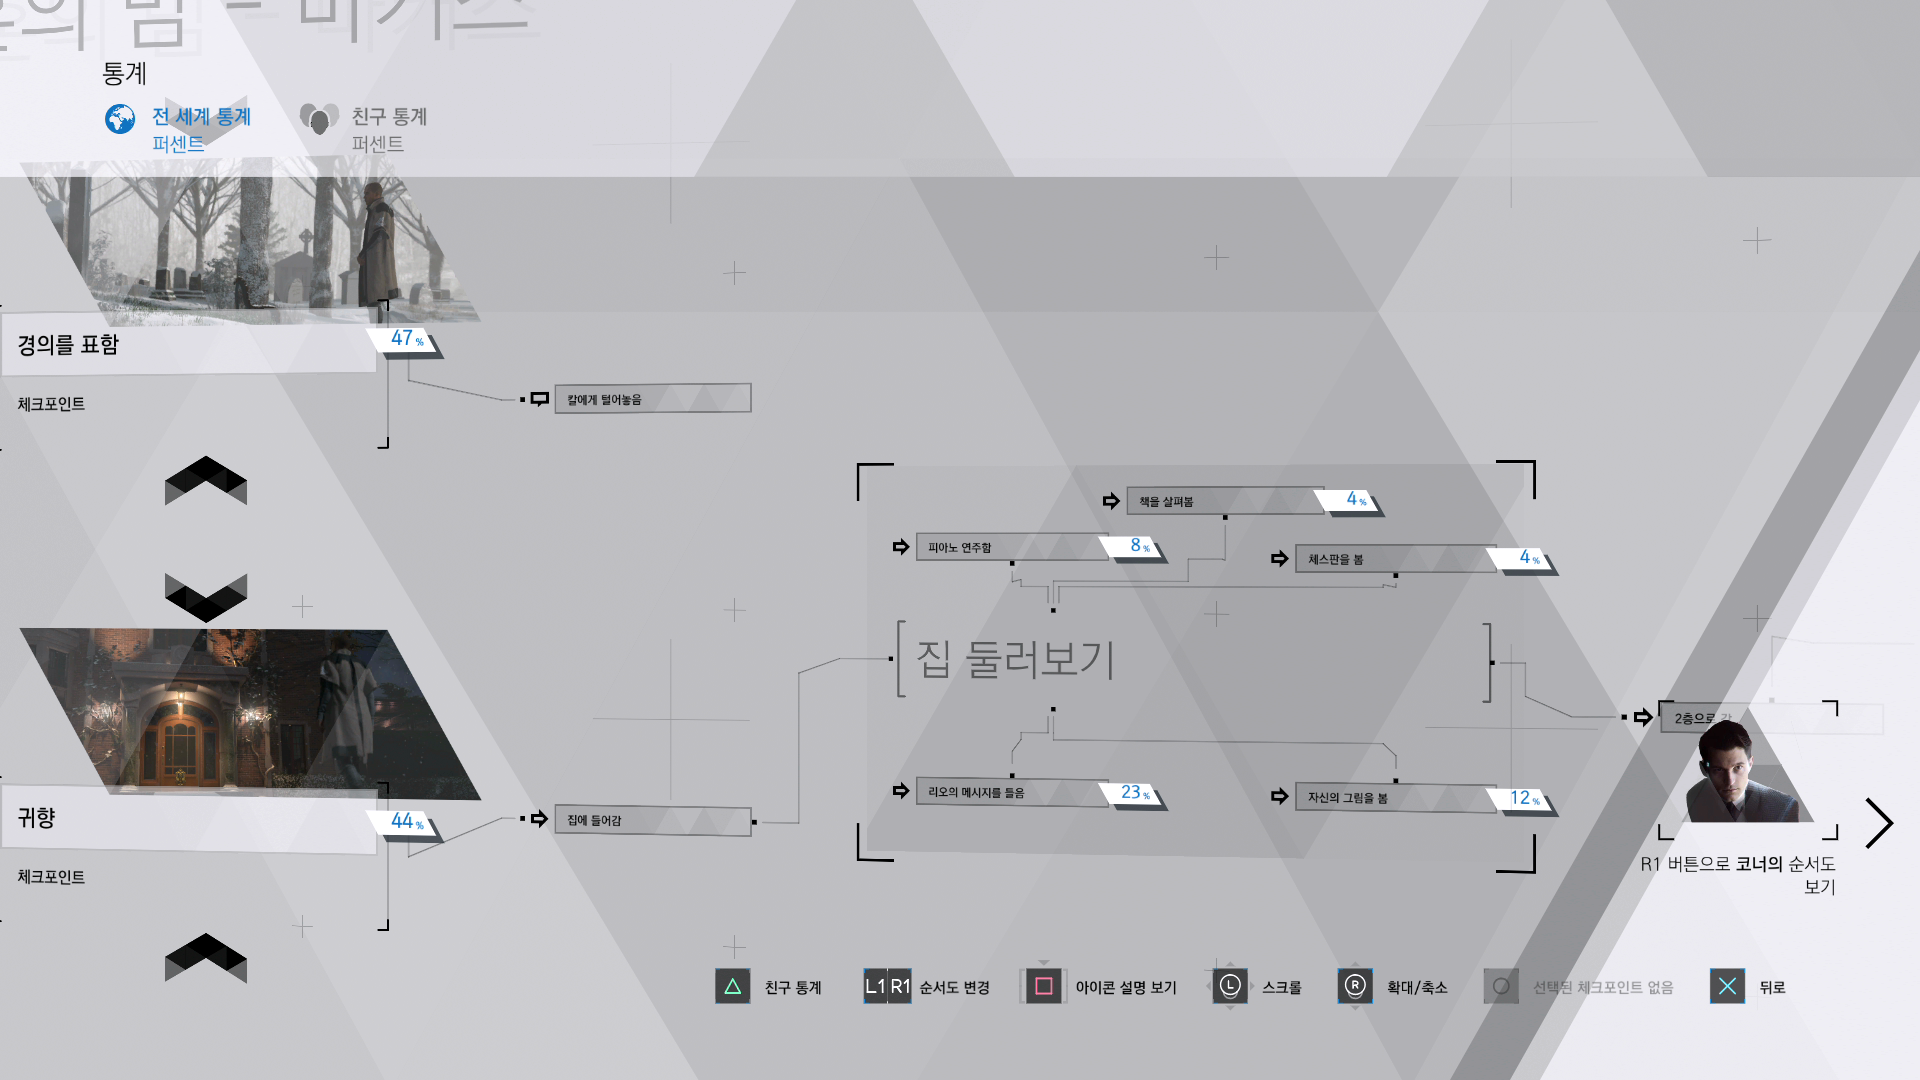 의 밤 - 마커스
통계
전 세계 통계
퍼센트
친구 통계
퍼센트
47%
경의를 표함
체크포인트
칼에게 털어놓음
책을 살펴봄
4%
피아노 연주함
8%
체스판을 봄
4%
집 둘러보기
2층으로 감
리오의 메시지를 들음
23%
자신의 그림을 봄
12%
귀향
44%
체크포인트
집에 들어감
R1 버튼으로 코너의 순서도
보기
친구 통계
L1 R1 순서도 변경
아이콘 설명 보기
L 스크롤
R 확대/축소
선택된 체크포인트 없음
뒤로